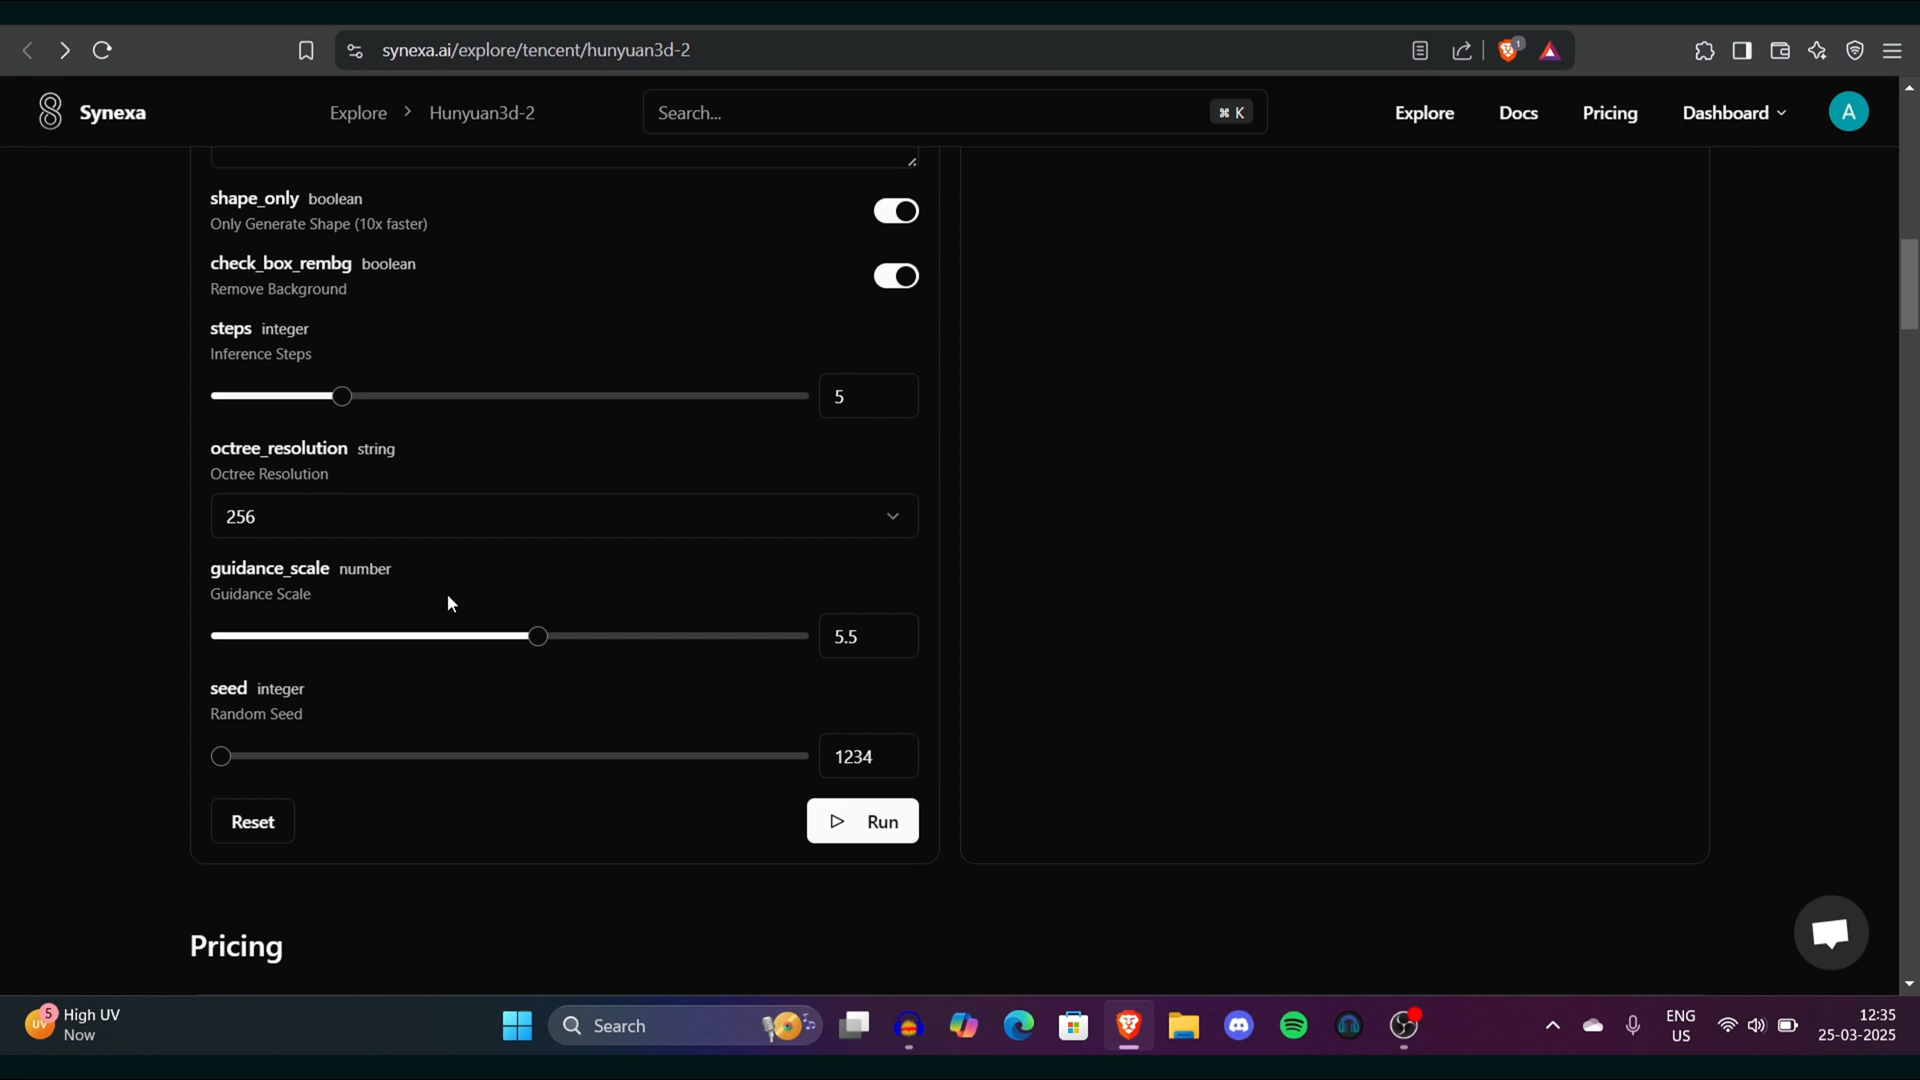 synexa.ai/explore/tencent/hunyuan3d-2
1
Synexa
Explore > Hunyuan3d-2
Search...
⌘ K
Explore
Docs
Pricing
Dashboard
A
shape_only boolean
Only Generate Shape (10x faster)
check_box_rembg boolean
Remove Background
steps integer
Inference Steps
5
octree_resolution string
Octree Resolution
256
guidance_scale number
Guidance Scale
5.5
seed integer
Random Seed
1234
Reset
Run
Pricing
5
UV
High UV
Now
Search
ENG
US
12:35
25-03-2025